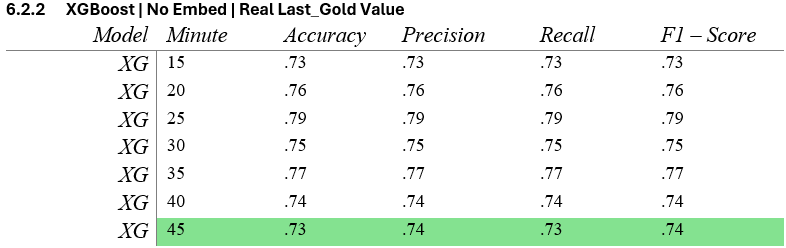 6.2.2 XGBoost | No Embed | Real Last_Gold Value
Model Minute Accuracy Precision Recall F1 – Score
XG 15 .73 .73 .73 .73
XG 20 .76 .76 .76 .76
XG 25 .79 .79 .79 .79
XG 30 .75 .75 .75 .75
XG 35 .77 .77 .77 .77
XG 40 .74 .74 .74 .74
XG 45 .73 .74 .73 .74